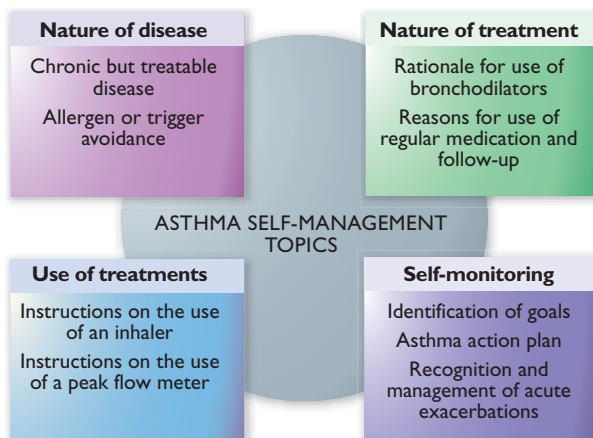 Nature of disease
Chronic but treatable
disease
Allergen or trigger
avoidance
Nature of treatment
Rationale for use of
bronchodilators
Reasons for use of
regular medication and
follow-up
ASTHMA SELF-MANAGEMENT
TOPICS
Use of treatments
Instructions on the use
of an inhaler
Instructions on the use
of a peak flow meter
Self-monitoring
Identification of goals
Asthma action plan
Recognition and
management of acute
exacerbations